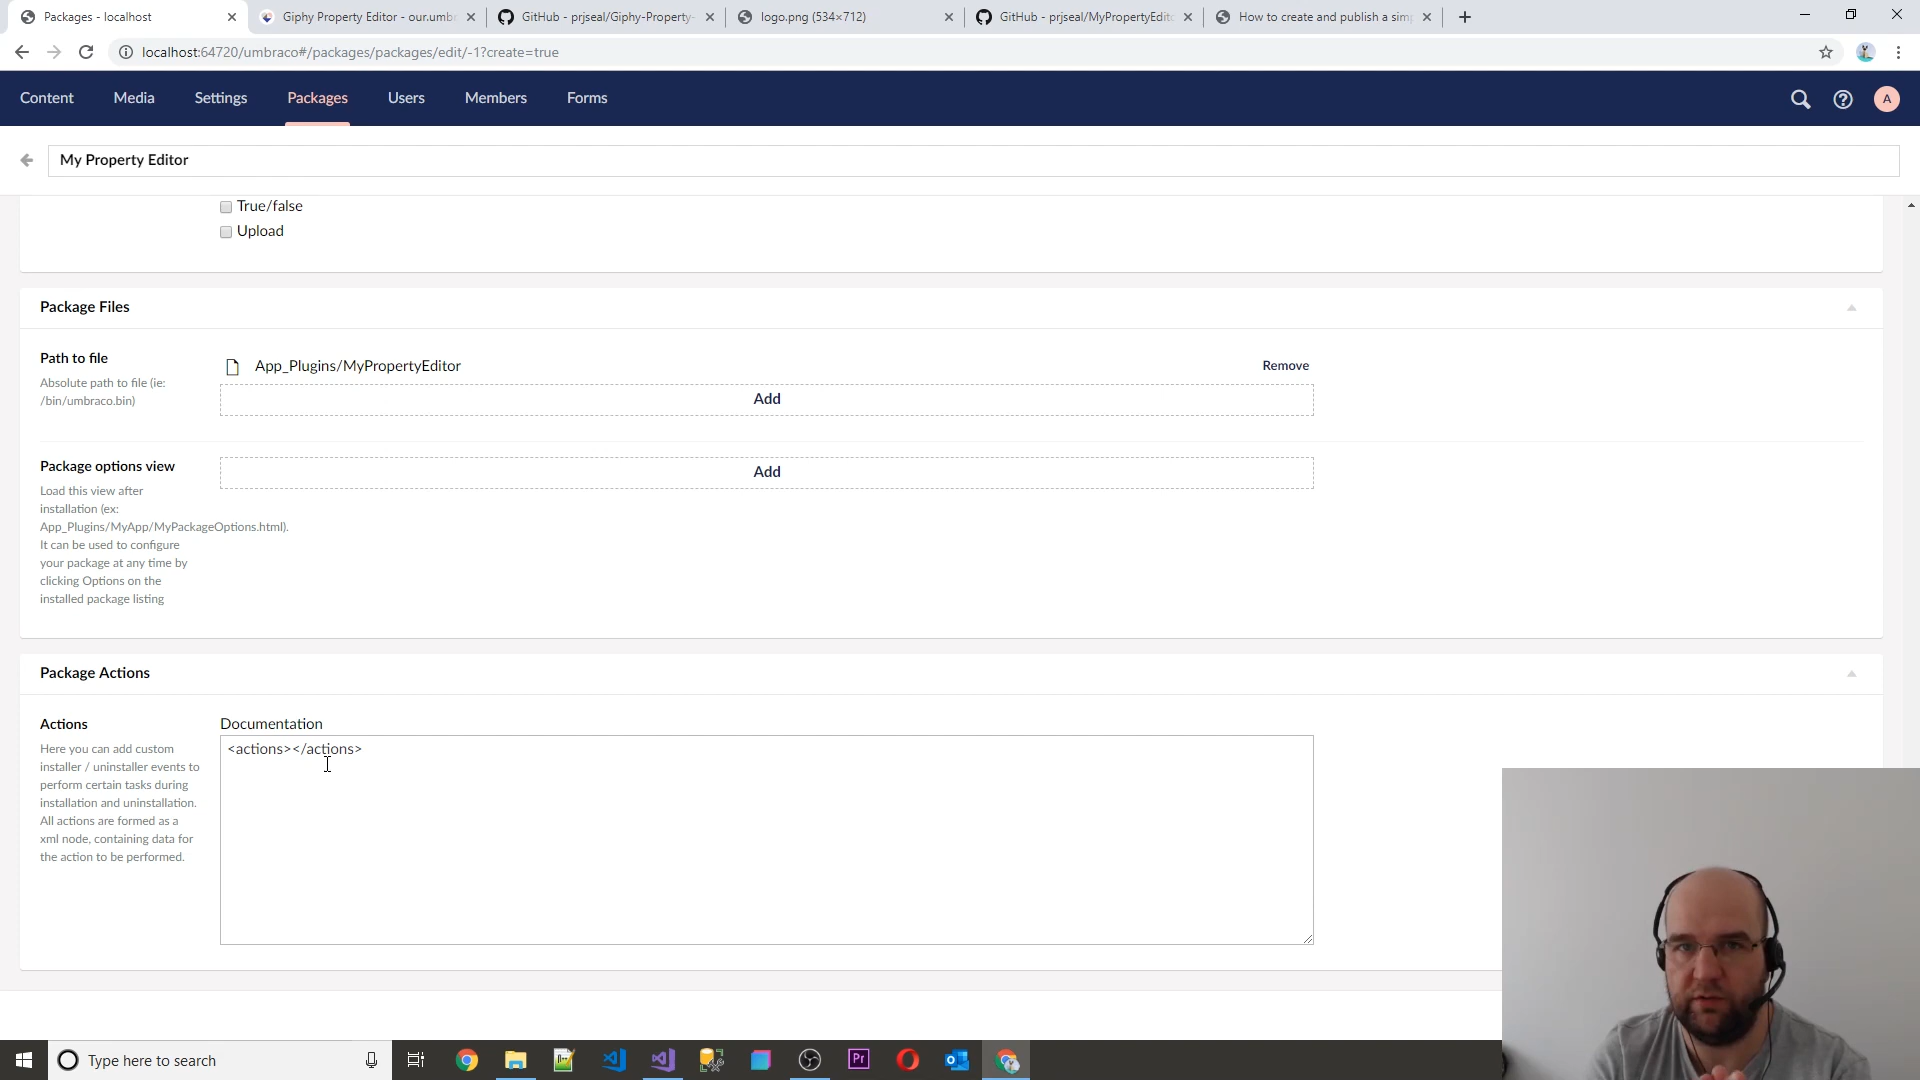 Packages - localhost
Giphy Property Editor - our.umbr
GitHub - prjseal/Giphy-Property-
logo.png (534×712)
GitHub - prjseal/MyPropertyEdito
How to create and publish a sim
localhost:64720/umbraco#/packages/packages/edit/-1?create=true
Content
Media
Settings
Packages
Users
Members
Forms
A
My Property Editor
True/false
Upload
Package Files
Path to file
Absolute path to file (ie:
/bin/umbraco.bin)
App_Plugins/MyPropertyEditor
Remove
Add
Package options view
Load this view after
installation (ex:
App_Plugins/MyApp/MyPackageOptions.html).
It can be used to configure
your package at any time by
clicking Options on the
installed package listing
Add
Package Actions
Actions
Here you can add custom
installer / uninstaller events to
perform certain tasks during
installation and uninstallation.
All actions are formed as a
xml node, containing data for
the action to be performed.
Documentation
<actions></actions>
Type here to search
Pr